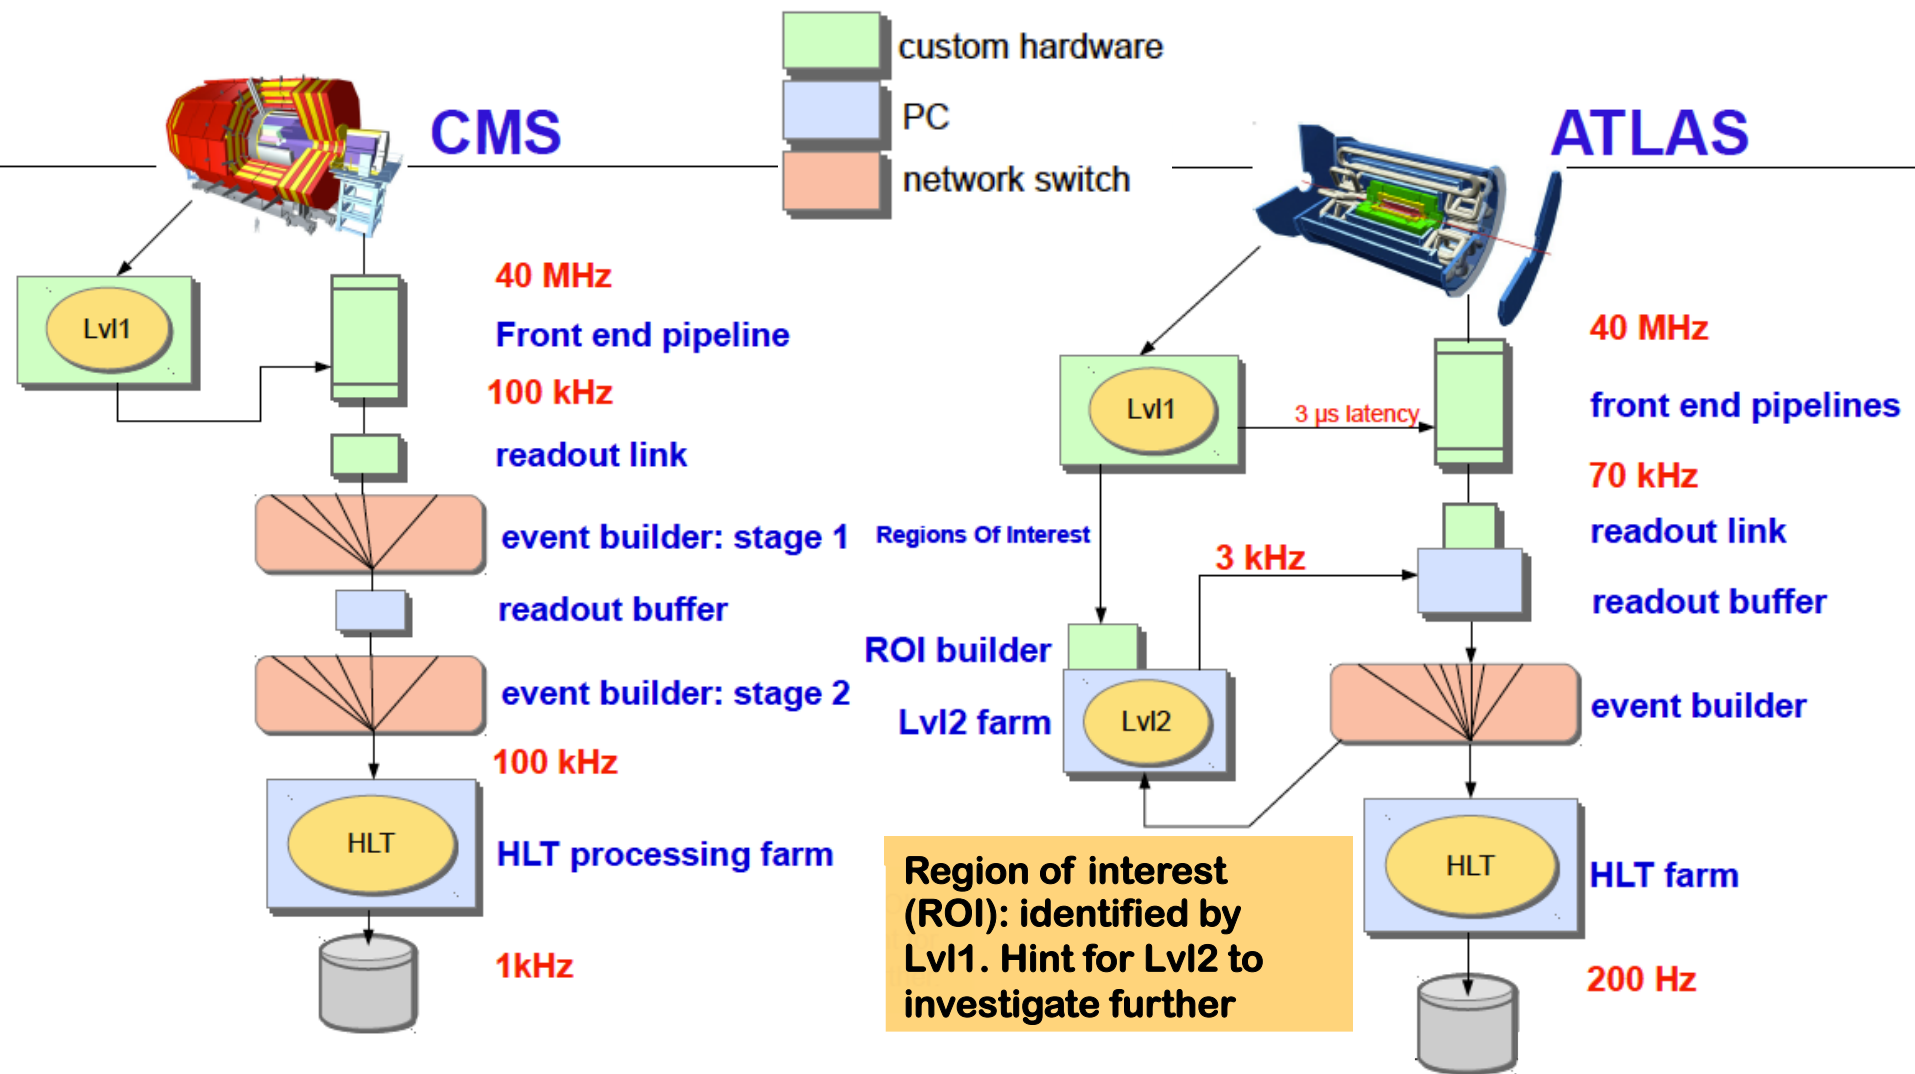 custom hardware
PC
network switch
CMS
Lvl1
40 MHz
Front end pipeline
100 kHz
readout link
event builder: stage 1
readout buffer
event builder: stage 2
100 kHz
HLT
HLT processing farm
1kHz
ATLAS
Lvl1
3 µs latency
40 MHz
front end pipelines
70 kHz
readout link
Regions Of Interest
3 kHz
readout buffer
ROI builder
Lvl2 farm
Lvl2
event builder
HLT
HLT farm
200 Hz
Region of interest
(ROI): identified by
Lvl1. Hint for Lvl2 to
investigate further